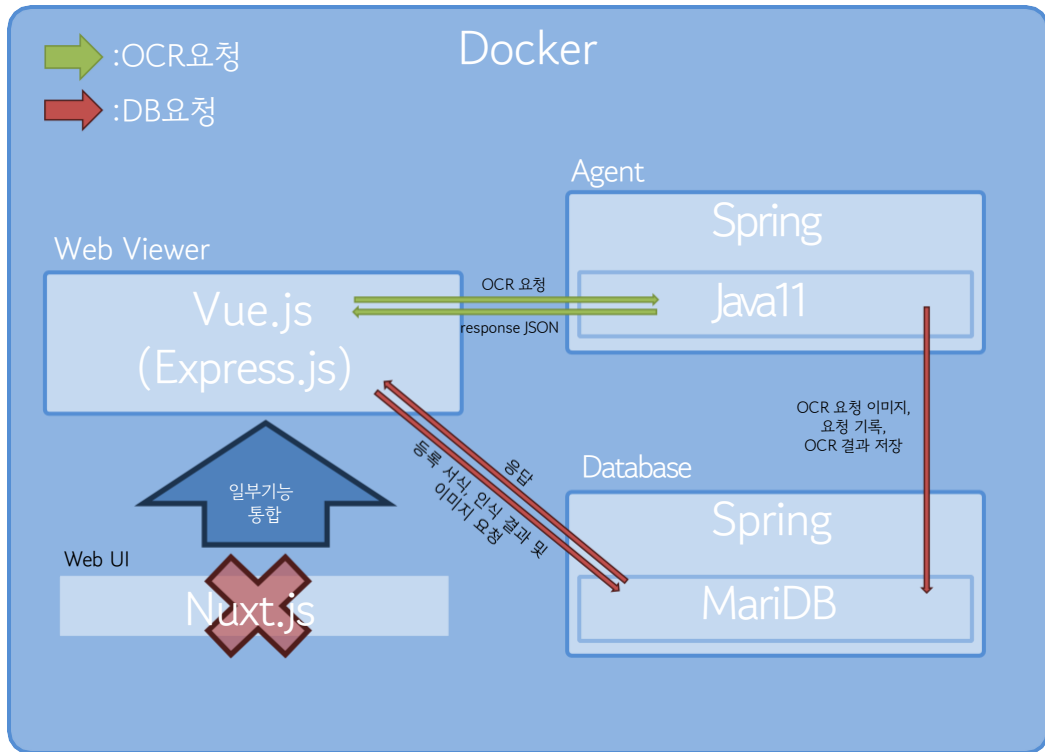 Docker
:OCR요청
:DB요청
Agent
Spring
Java11
Web Viewer
Vue.js
(Express.js)
OCR 요청
response JSON
OCR 요청 이미지,
요청 기록,
OCR 결과 저장
응답
등록 서식, 인식 결과 및
이미지 요청
Database
Spring
MariDB
일부기능
통합
Web UI
Nuxt.js